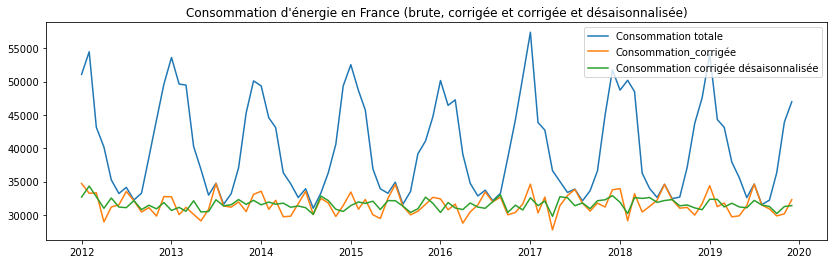 Consommation d'énergie en France (brute, corrigée et corrigée et désaisonnalisée)
Consommation totale
Consommation_corrigée
Consommation corrigée désaisonnalisée
55000
50000
45000
40000
35000
30000
2012 2013 2014 2015 2016 2017 2018 2019 2020